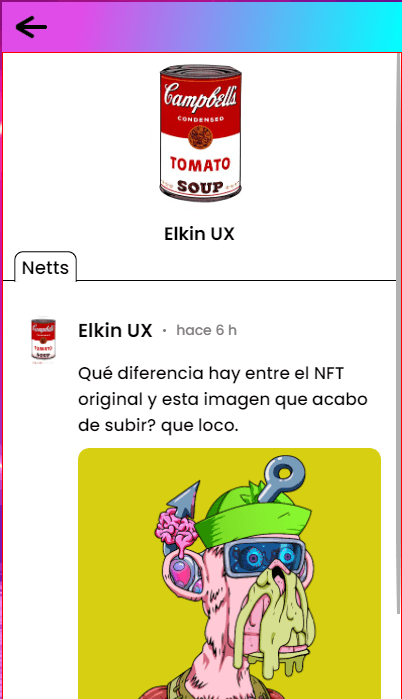 Campbell's
CONDENSED
TOMATO
SOUP
Elkin UX
Netts
Elkin UX · hace 6 h
Qué diferencia hay entre el NFT
original y esta imagen que acabo
de subir? que loco.